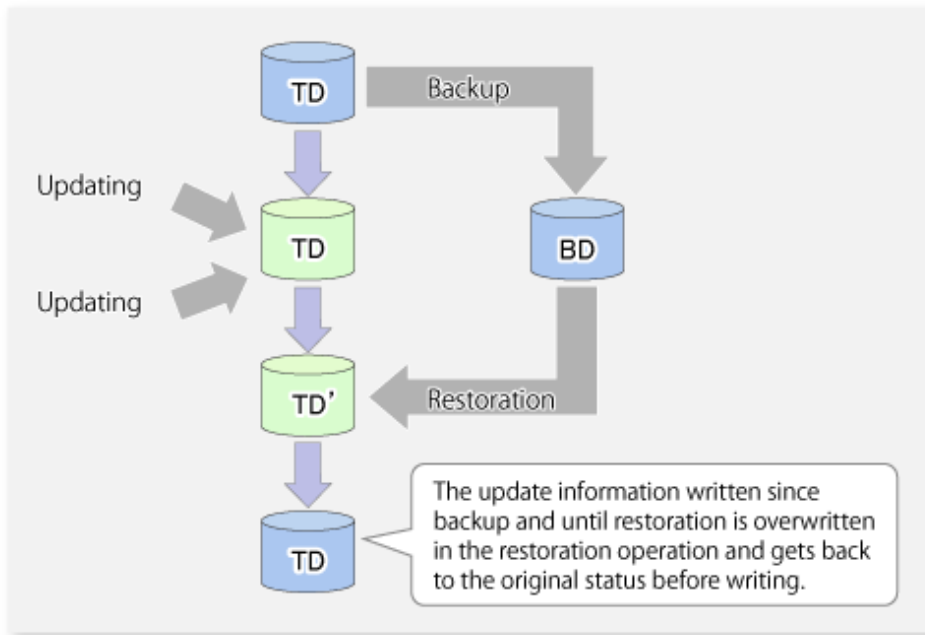 TD
Backup
Updating
TD
BD
Updating
TD’
Restoration
The update information written since
backup and until restoration is overwritten
in the restoration operation and gets back
to the original status before writing.
TD